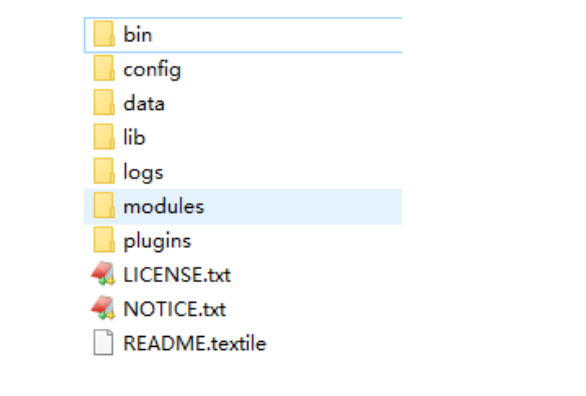 bin
config
data
lib
logs
modules
plugins
LICENSE.txt
NOTICE.txt
README.textile